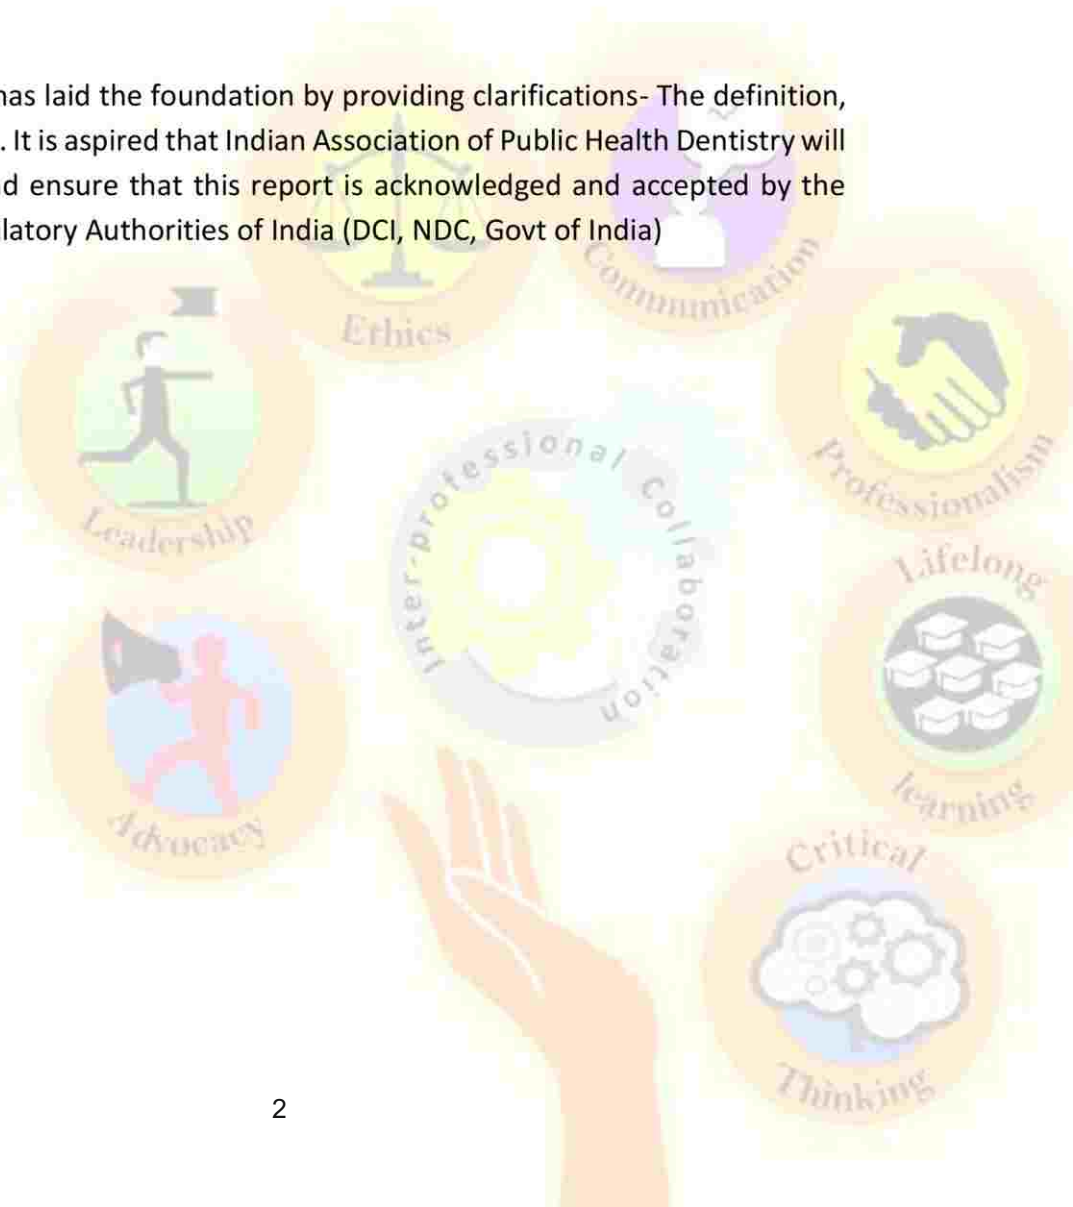 has laid the foundation by providing clarifications- The definition,
. It is aspired that Indian Association of Public Health Dentistry will
d ensure that this report is acknowledged and accepted by the
latory Authorities of India (DCI, NDC, Govt of India)
Ethics
Communication
Leadership
Professionalism
Inter-professional Collaboration
Lifelong
learning
Advocacy
Critical
Thinking
2